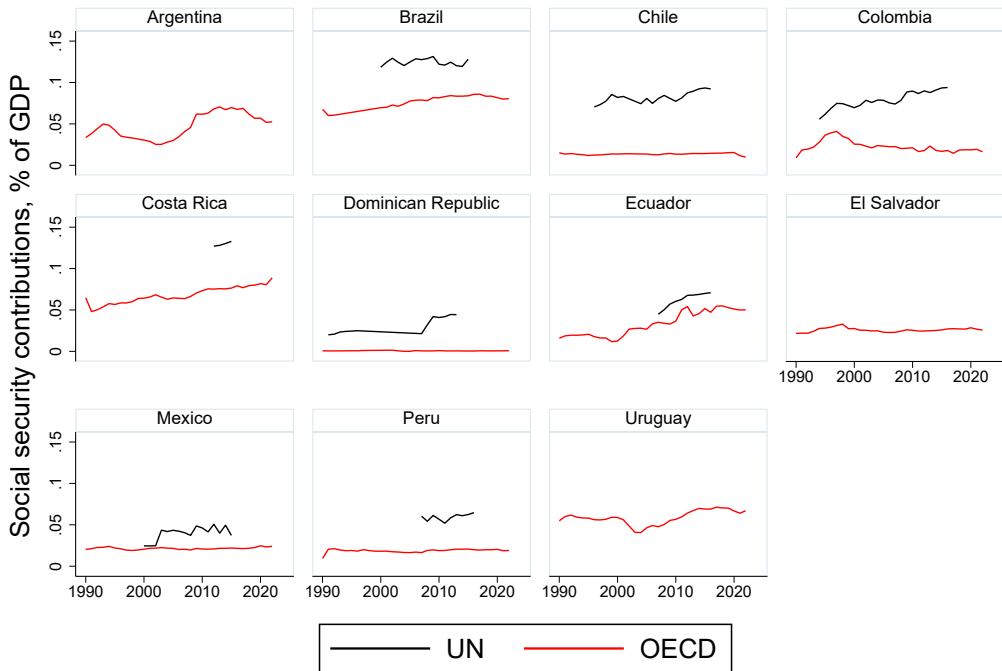 Social security contributions, % of GDP
Argentina
Brazil
Chile
Colombia
.15
.1
.05
0
Costa Rica
Dominican Republic
Ecuador
El Salvador
.15
.1
.05
0
1990 2000 2010 2020
Mexico
Peru
Uruguay
.15
.1
.05
0
1990 2000 2010 2020
1990 2000 2010 2020
1990 2000 2010 2020
UN
OECD